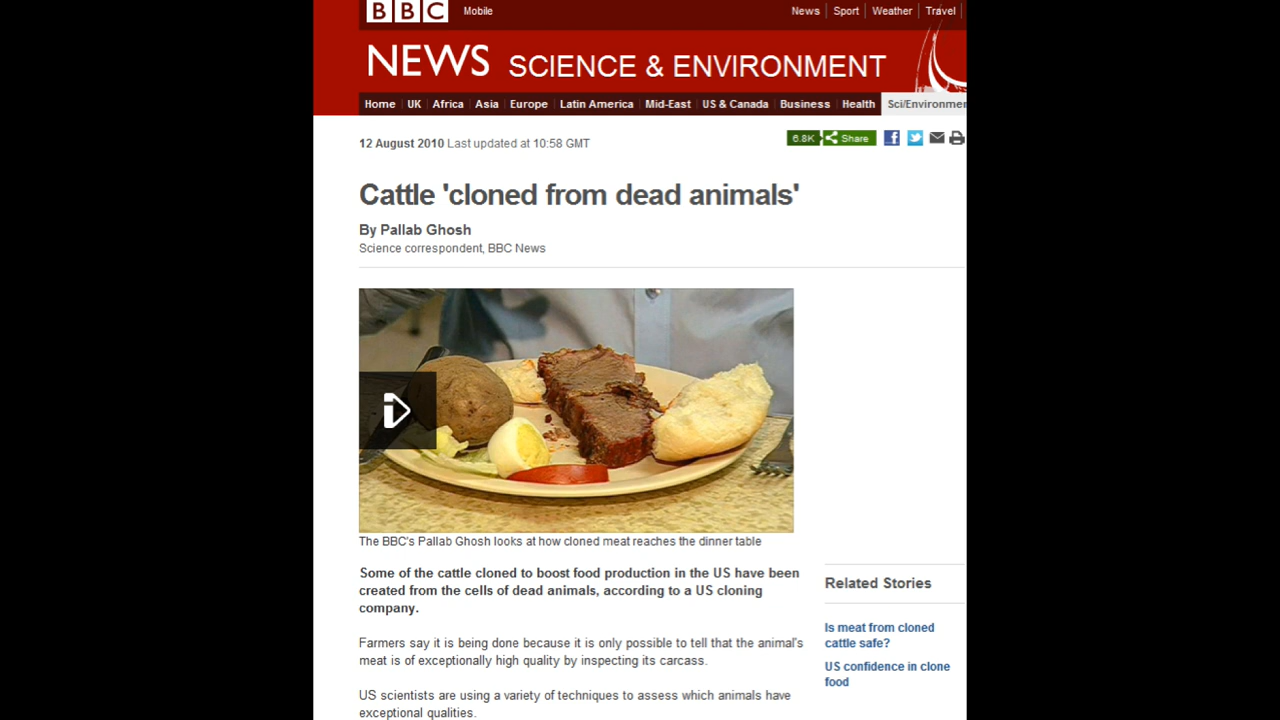 BBC Mobile News Sport Weather Travel
NEWS SCIENCE & ENVIRONMENT
Home UK Africa Asia Europe Latin America Mid-East US & Canada Business Health Sci/Environmen
12 August 2010 Last updated at 10:58 GMT
6.8K Share
Cattle 'cloned from dead animals'
By Pallab Ghosh
Science correspondent, BBC News
The BBC's Pallab Ghosh looks at how cloned meat reaches the dinner table
Some of the cattle cloned to boost food production in the US have been
created from the cells of dead animals, according to a US cloning
company.
Farmers say it is being done because it is only possible to tell that the animal's
meat is of exceptionally high quality by inspecting its carcass.
US scientists are using a variety of techniques to assess which animals have
exceptional qualities.
Related Stories
Is meat from cloned
cattle safe?
US confidence in clone
food